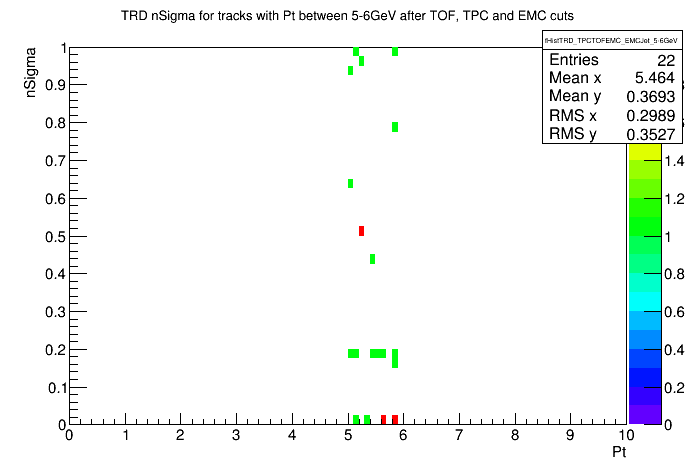 TRD nSigma for tracks with Pt between 5-6GeV after TOF, TPC and EMC cuts
fHistTRD_TPCTOFEMC_EMCJet_5-6GeV
Entries 22
Mean x 5.464
Mean y 0.3693
RMS x 0.2989
RMS y 0.3527
nSigma
1
0.9
0.8
0.7
0.6
0.5
0.4
0.3
0.2
0.1
0
0 1 2 3 4 5 6 7 8 9 10
Pt
1.4
1.2
1
0.8
0.6
0.4
0.2
0